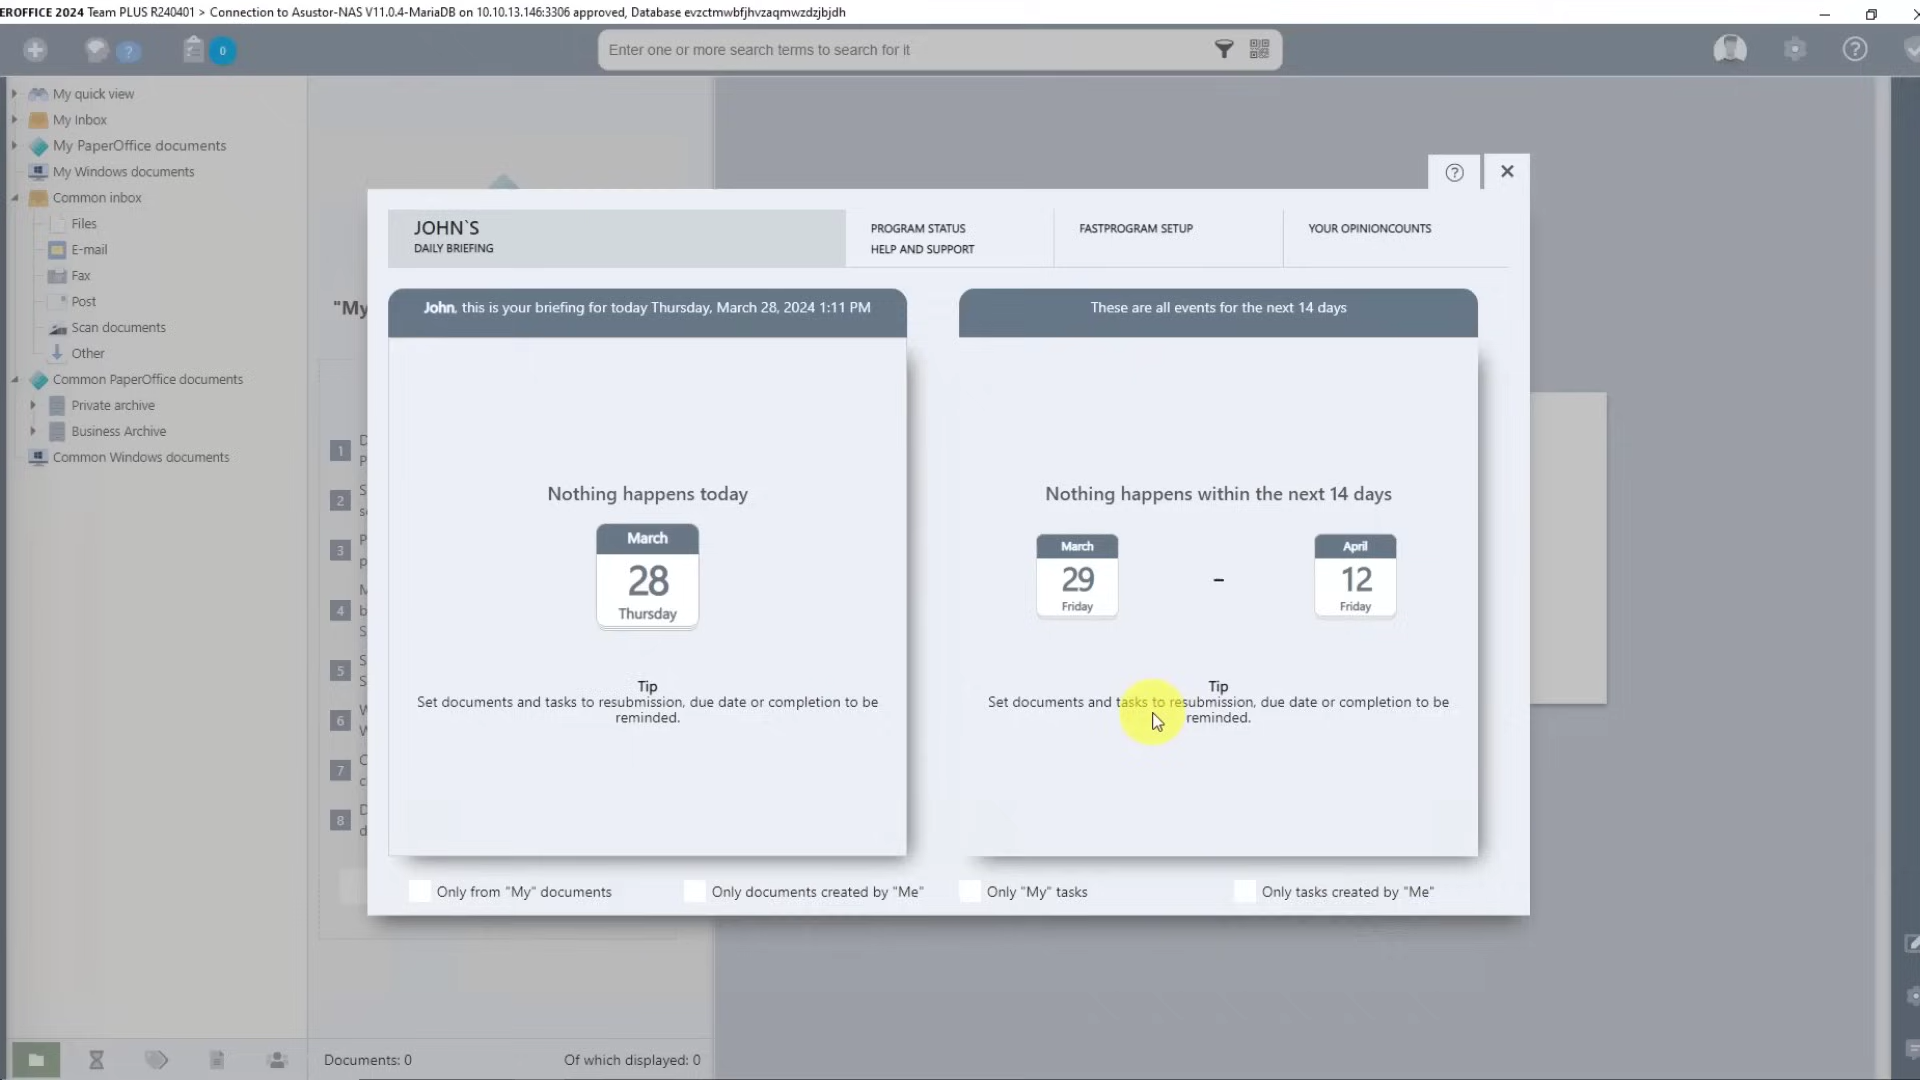 EROFFICE 2024 Team PLUS R240401 > Connection to Asustor-NAS V11.0.4-MariaDB on 10.10.13.146:3306 approved, Database evzctmwbfjhvzaqmwzdzjbjdh
?
0
Enter one or more search terms to search for it
?
My quick view
My Inbox
My PaperOffice documents
My Windows documents
Common inbox
Files
E-mail
Fax
Post
Scan documents
Other
Common PaperOffice documents
Private archive
Business Archive
Common Windows documents
"My
1
2
3
4
5
6
7
8
?
JOHN`S
DAILY BRIEFING
PROGRAM STATUS
HELP AND SUPPORT
FASTPROGRAM SETUP
YOUR OPINIONCOUNTS
John, this is your briefing for today Thursday, March 28, 2024 1:11 PM
Nothing happens today
March
28
Thursday
Tip
Set documents and tasks to resubmission, due date or completion to be
reminded.
These are all events for the next 14 days
Nothing happens within the next 14 days
March
29
Friday
-
April
12
Friday
Tip
Set documents and tasks to resubmission, due date or completion to be
reminded.
Only from "My" documents
Only documents created by "Me"
Only "My" tasks
Only tasks created by "Me"
Documents: 0
Of which displayed: 0